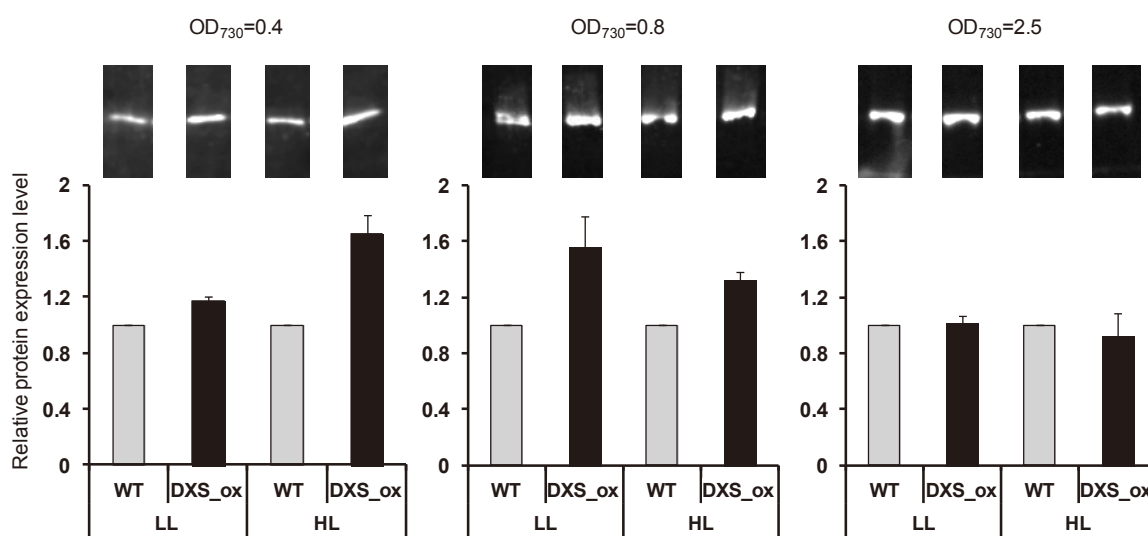 OD730=0.4 OD730=0.8 OD730=2.5
Relative protein expression level
2 2 2
1.6 1.6 1.6
1.2 1.2 1.2
0.8 0.8 0.8
0.4 0.4 0.4
0 0 0
WT DXS_ox WT DXS_ox WT DXS_ox WT DXS_ox WT DXS_ox WT DXS_ox
LL HL LL HL LL HL